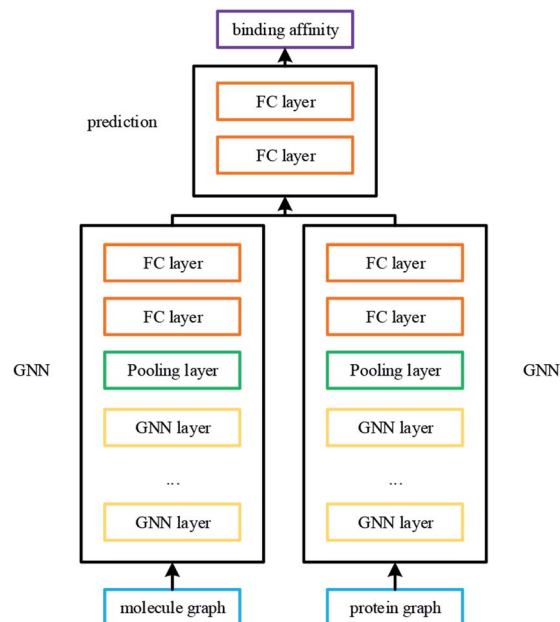 binding affinity
FC layer
prediction
FC layer
FC layer
FC layer
FC layer
FC layer
GNN
Pooling layer
Pooling layer
GNN
GNN layer
GNN layer
...
...
GNN layer
GNN layer
molecule graph
protein graph